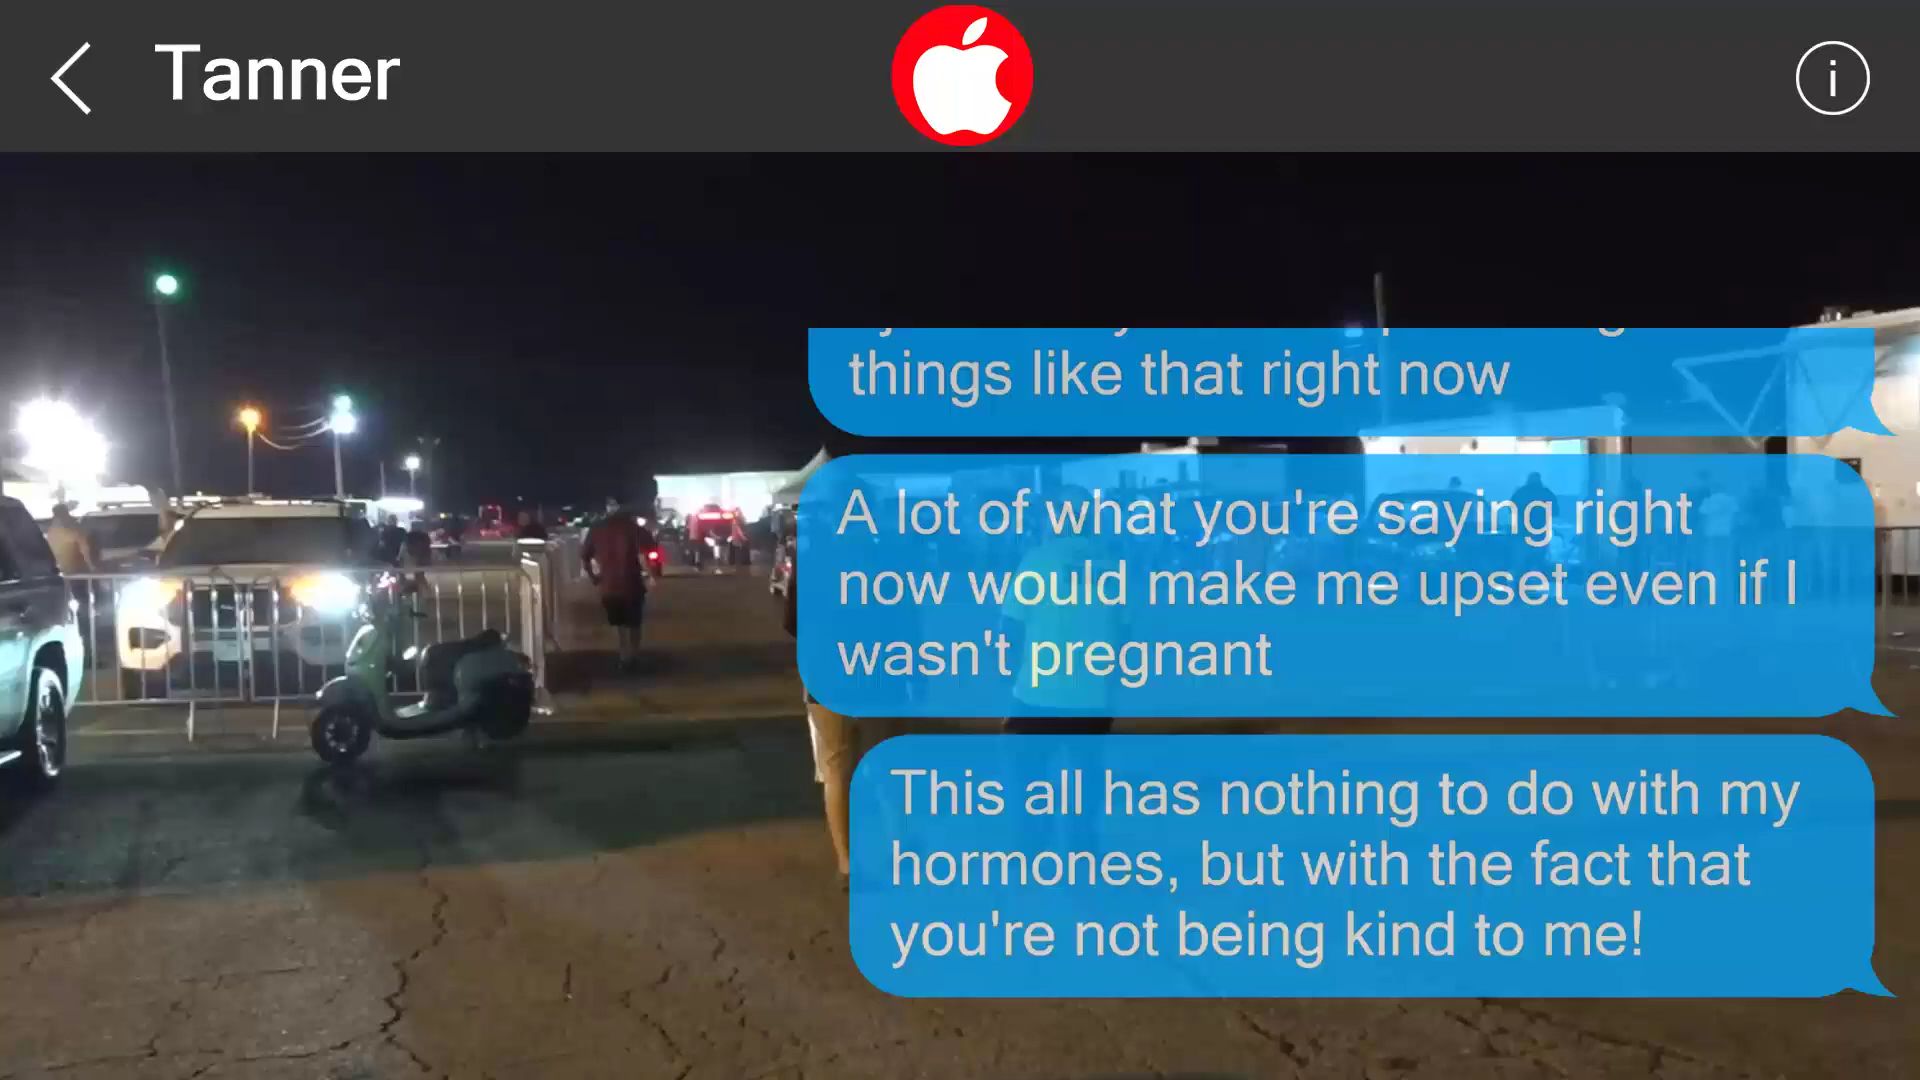 Tanner
things like that right now
A lot of what you're saying right
now would make me upset even if I
wasn't pregnant
This all has nothing to do with my
hormones, but with the fact that
you're not being kind to me!